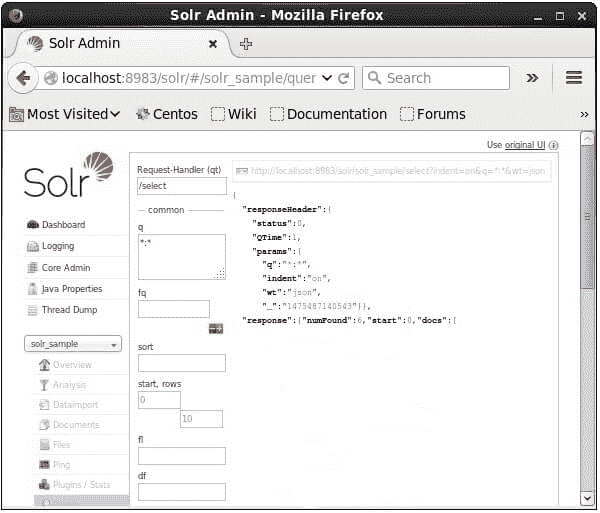 Solr Admin - Mozilla Firefox
Solr Admin
localhost:8983/solr/#/solr_sample/quer
Search
Most Visited
Centos
Wiki
Documentation
Forums
Use original UI
Solr
Dashboard
Logging
Core Admin
Java Properties
Thread Dump
solr_sample
Overview
Analysis
Dataimport
Documents
Files
Ping
Plugins / Stats
Request-Handler (qt)
/select
common
q
*:*
fq
sort
start, rows
0
10
fl
df
http://localhost:8983/solr/solr_sample/select?indent=on&q=*:*&wt=json
{
"responseHeader":{
"status":0,
"QTime":1,
"params":{
"q":"*:*",
"indent":"on",
"wt":"json",
"_":"1475487140543"}},
"response":{"numFound":6,"start":0,"docs":[